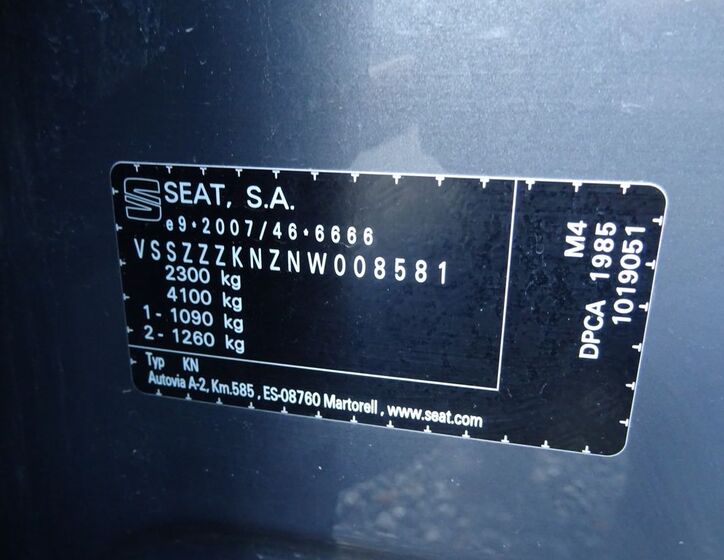 SEAT, S.A.
e9*2007/46*6666
VSSZZZKNZNW008581
2300 kg
4100 kg
1- 1090 kg
2- 1260 kg
Typ KN
Autovia A-2, Km.585 , ES-08760 Martorell , www.seat.com
M4
DPCA 1985
1019051